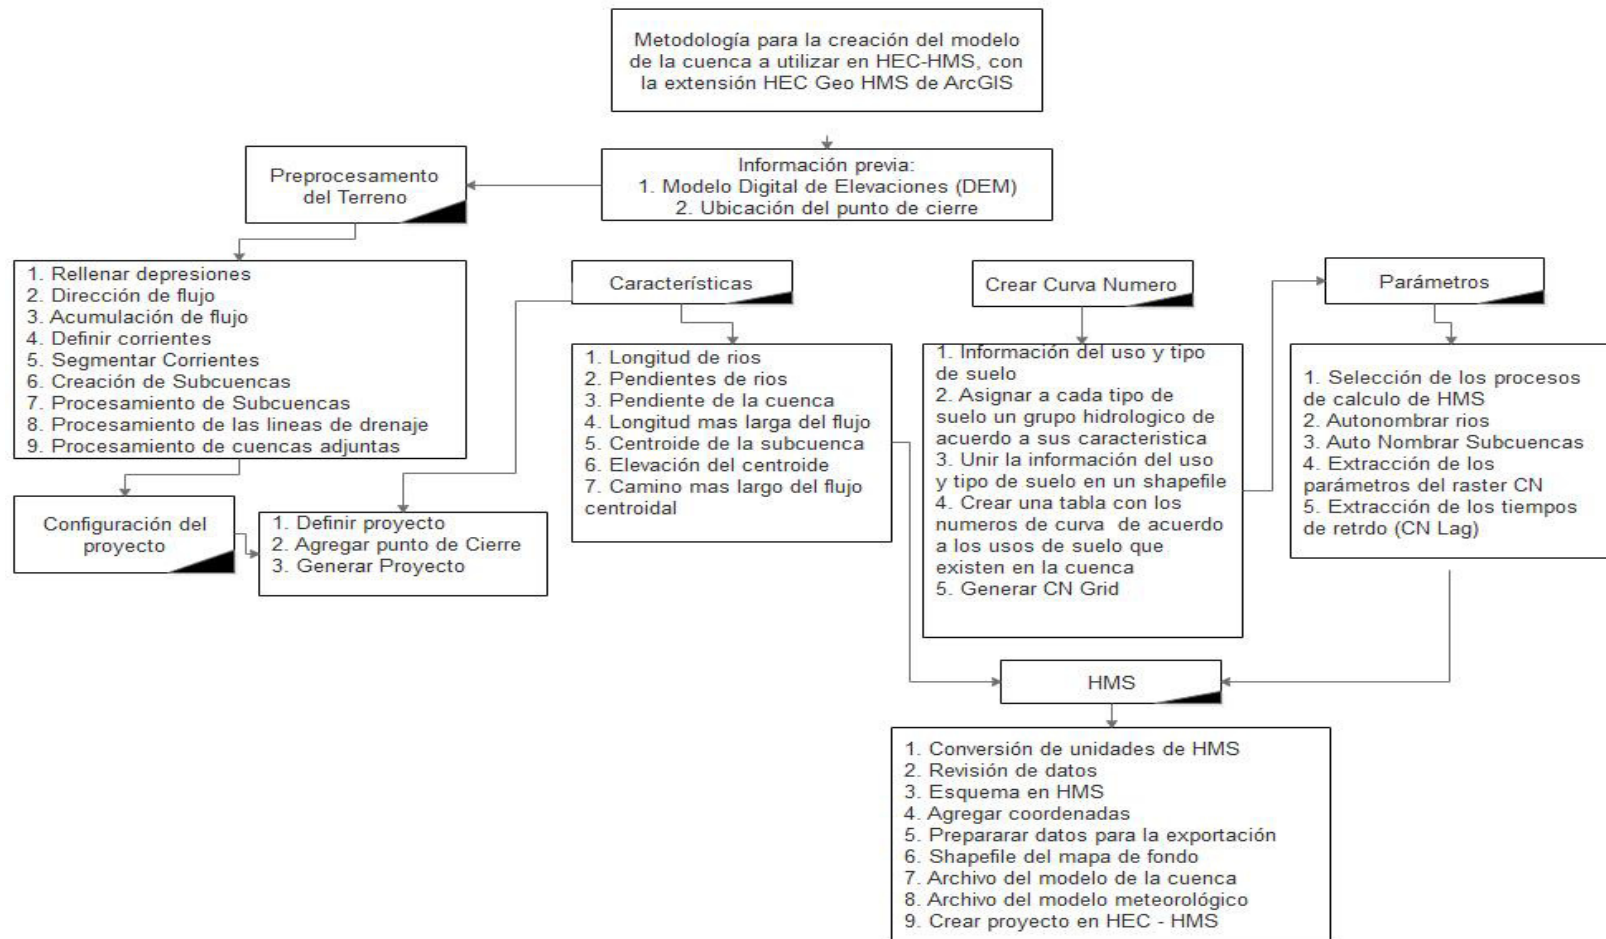 Metodología para la creación del modelo
de la cuenca a utilizar en HEC-HMS, con
la extensión HEC Geo HMS de ArcGIS
Información previa:
1. Modelo Digital de Elevaciones (DEM)
2. Ubicación del punto de cierre
Preprocesamento
del Terreno
1. Rellenar depresiones
2. Dirección de flujo
3. Acumulación de flujo
4. Definir corrientes
5. Segmentar Corrientes
6. Creación de Subcuencas
7. Procesamiento de Subcuencas
8. Procesamiento de las lineas de drenaje
9. Procesamiento de cuencas adjuntas
Configuración del
proyecto
1. Definir proyecto
2. Agregar punto de Cierre
3. Generar Proyecto
Características
1. Longitud de rios
2. Pendientes de rios
3. Pendiente de la cuenca
4. Longitud mas larga del flujo
5. Centroide de la subcuenca
6. Elevación del centroide
7. Camino mas largo del flujo
centroidal
Crear Curva Numero
1. Información del uso y tipo
de suelo
2. Asignar a cada tipo de
suelo un grupo hidrologico de
acuerdo a sus caracteristica
3. Unir la información del uso
y tipo de suelo en un shapefile
4. Crear una tabla con los
numeros de curva de acuerdo
a los usos de suelo que
existen en la cuenca
5. Generar CN Grid
Parámetros
1. Selección de los procesos
de calculo de HMS
2. Autonombrar rios
3. Auto Nombrar Subcuencas
4. Extracción de los
parámetros del raster CN
5. Extracción de los tiempos
de retrdo (CN Lag)
HMS
1. Conversión de unidades de HMS
2. Revisión de datos
3. Esquema en HMS
4. Agregar coordenadas
5. Prepararar datos para la exportación
6. Shapefile del mapa de fondo
7. Archivo del modelo de la cuenca
8. Archivo del modelo meteorológico
9. Crear proyecto en HEC - HMS